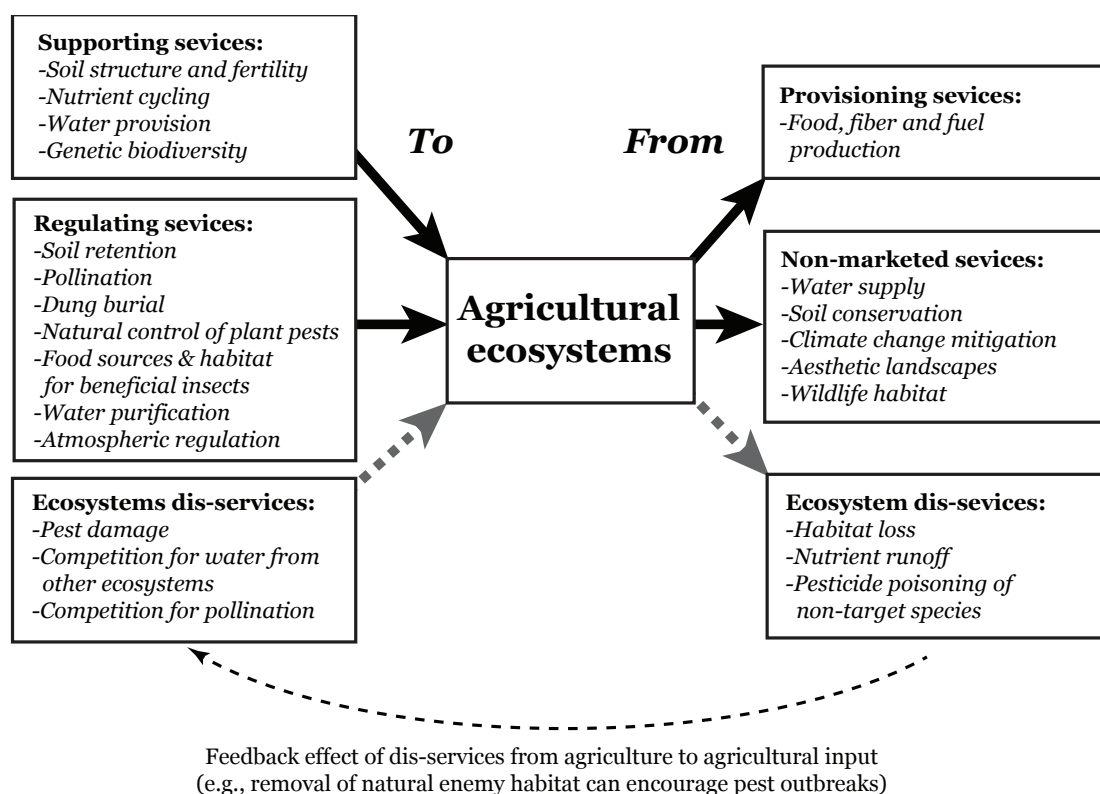 Supporting sevices:
-Soil structure and fertility
-Nutrient cycling
-Water provision
-Genetic biodiversity
To
From
Provisioning sevices:
-Food, fiber and fuel
production
Regulating sevices:
-Soil retention
-Pollination
-Dung burial
-Natural control of plant pests
-Food sources & habitat
for beneficial insects
-Water purification
-Atmospheric regulation
Agricultural
ecosystems
Non-marketed sevices:
-Water supply
-Soil conservation
-Climate change mitigation
-Aesthetic landscapes
-Wildlife habitat
Ecosystems dis-services:
-Pest damage
-Competition for water from
other ecosystems
-Competition for pollination
Ecosystem dis-sevices:
-Habitat loss
-Nutrient runoff
-Pesticide poisoning of
non-target species
Feedback effect of dis-services from agriculture to agricultural input
(e.g., removal of natural enemy habitat can encourage pest outbreaks)